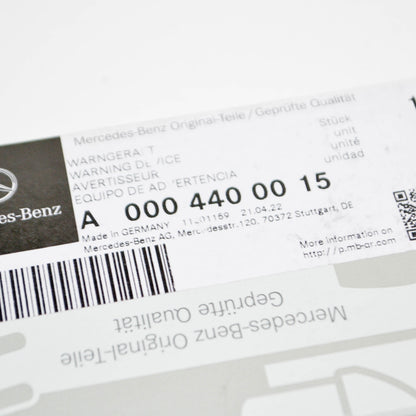 Mercedes-Benz Original-Teile / Geprüfte Qualität
WARNGERÄT
WARNING DEVICE
AVERTISSEUR
EQUIPO DE ADVERTENCIA
Stück
unit
unité
unidad
A 000 440 00 15
Made in GERMANY 21.04.22
Mercedes-Benz AG, Mercedesstr.120, 70372 Stuttgart, DE
More information on
http://p.mb-qr.com
des-Benz
Mercedes-Benz Original-Teile
Geprüfte Qualität